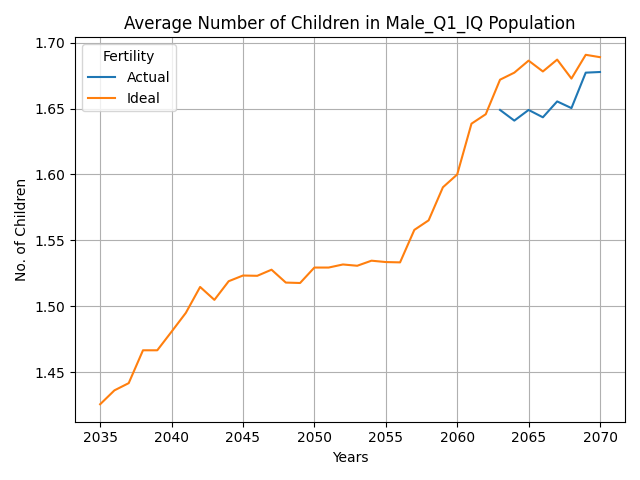 Average Number of Children in Male_Q1_IQ Population
Fertility
Actual
Ideal
No. of Children
1.70
1.65
1.60
1.55
1.50
1.45
2035 2040 2045 2050 2055 2060 2065 2070
Years